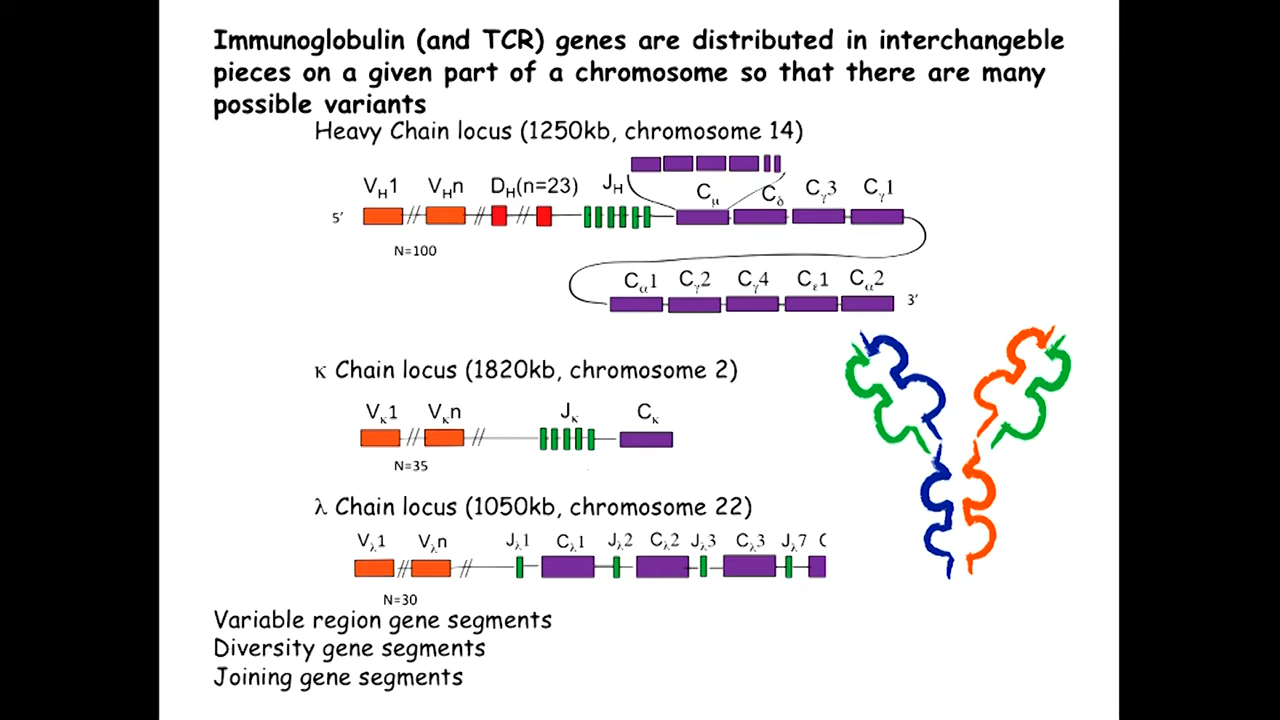 Immunoglobulin (and TCR) genes are distributed in interchangeble
pieces on a given part of a chromosome so that there are many
possible variants
Heavy Chain locus (1250kb, chromosome 14)
5' VH1 VHn DH(n=23) JH Cμ Cδ Cγ3 Cγ1
N=100
Cα1 Cγ2 Cγ4 Cε1 Cα2 3'
κ Chain locus (1820kb, chromosome 2)
Vκ1 Vκn Jκ Cκ
N=35
λ Chain locus (1050kb, chromosome 22)
Vλ1 Vλn Jλ1 Cλ1 Jλ2 Cλ2 Jλ3 Cλ3 Jλ7 C
N=30
Variable region gene segments
Diversity gene segments
Joining gene segments